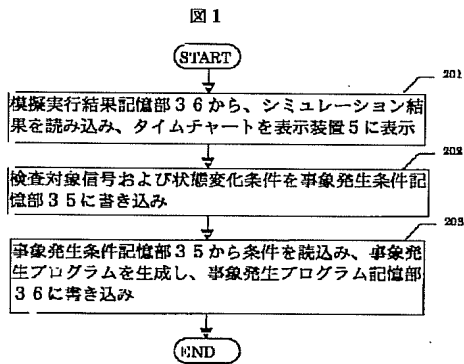 図1
START
201
模擬実行結果記憶部36から、シミュレーション結
果を読み込み、タイムチャートを表示装置5に表示
202
検査対象信号および状態変化条件を事象発生条件記
憶部35に書き込み
203
事象発生条件記憶部35から条件を読込み、事象発
生プログラムを生成し、事象発生プログラム記憶部
36に書き込み
END